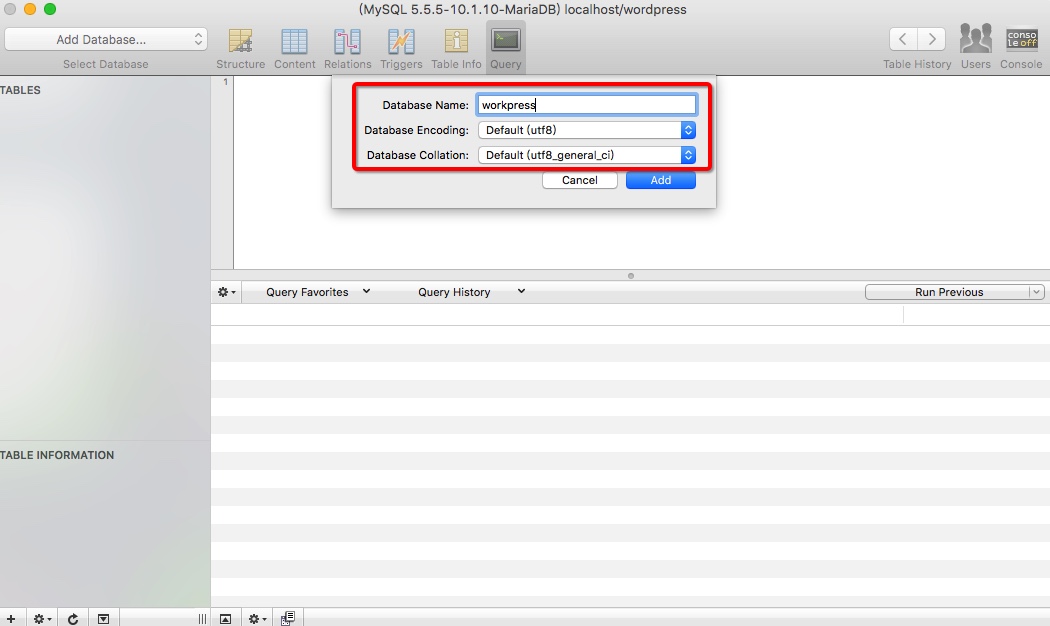 (MySQL 5.5.5-10.1.10-MariaDB) localhost/wordpress
Add Database...
Select Database
Structure
Content
Relations
Triggers
Table Info
Query
Table History
Users
conso
le off
Console
TABLES
1
Database Name: workpress
Database Encoding: Default (utf8)
Database Collation: Default (utf8_general_ci)
Cancel
Add
Query Favorites
Query History
Run Previous
TABLE INFORMATION